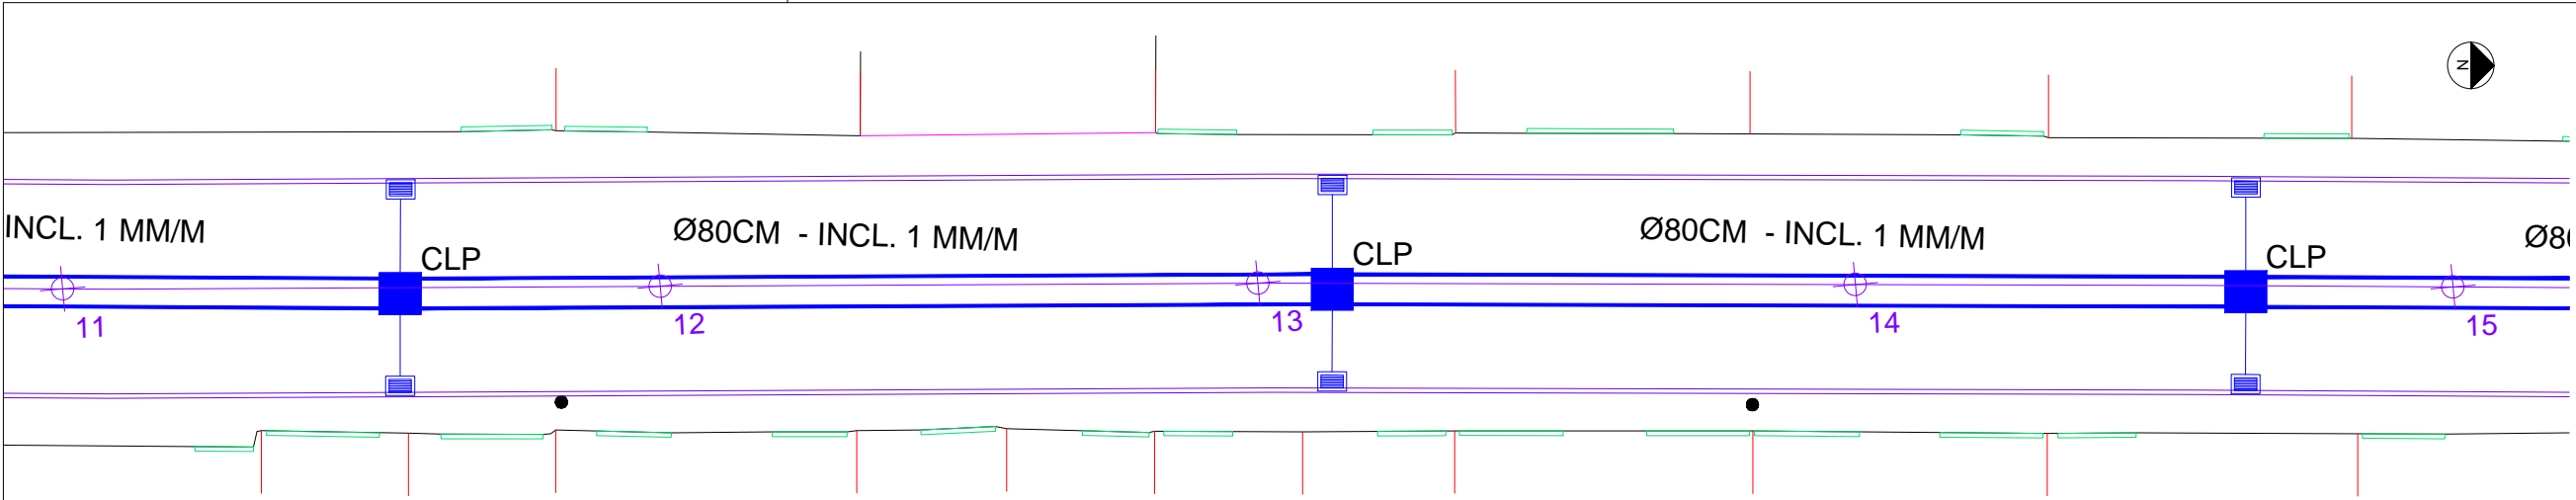 N
INCL. 1 MM/M
Ø80CM - INCL. 1 MM/M
Ø80CM - INCL. 1 MM/M
CLP
CLP
CLP
11
12
13
14
15